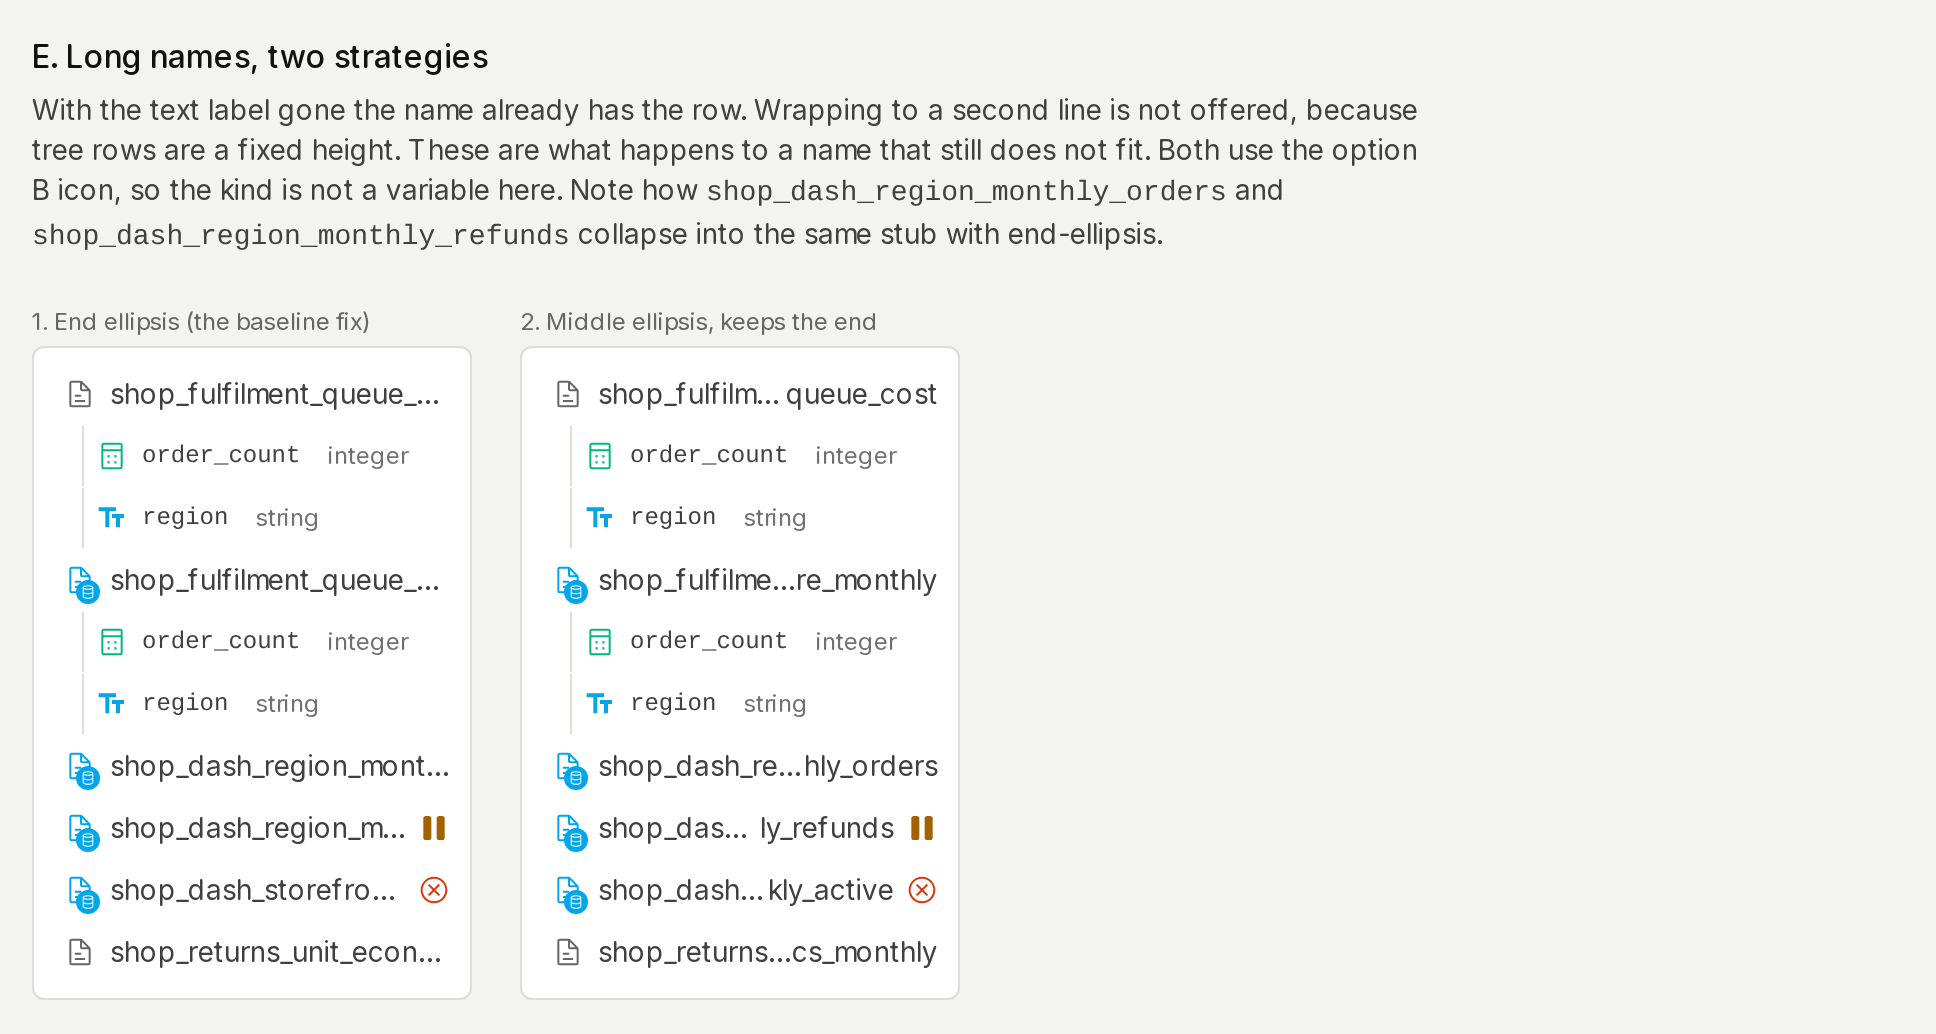 E. Long names, two strategies
With the text label gone the name already has the row. Wrapping to a second line is not offered, because
tree rows are a fixed height. These are what happens to a name that still does not fit. Both use the option
B icon, so the kind is not a variable here. Note how shop_dash_region_monthly_orders and
shop_dash_region_monthly_refunds collapse into the same stub with end-ellipsis.
1. End ellipsis (the baseline fix)
shop_fulfilment_queue_...
order_count integer
region string
shop_fulfilment_queue_...
order_count integer
region string
shop_dash_region_mont...
shop_dash_region_m...
shop_dash_storefro...
shop_returns_unit_econ...
2. Middle ellipsis, keeps the end
shop_fulfilm... queue_cost
order_count integer
region string
shop_fulfilme...re_monthly
order_count integer
region string
shop_dash_re...hly_orders
shop_das... ly_refunds
shop_dash...kly_active
shop_returns...cs_monthly